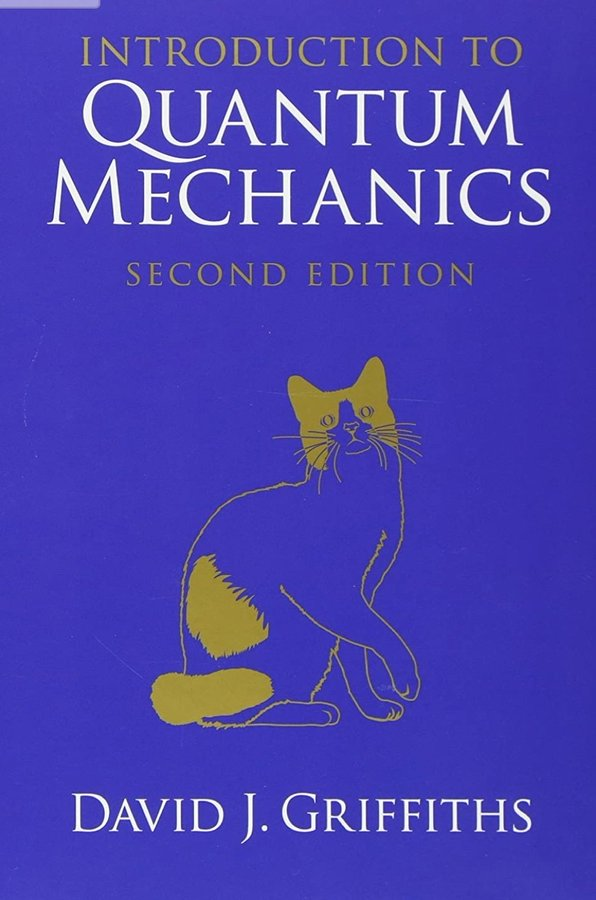 INTRODUCTION TO
QUANTUM
MECHANICS
SECOND EDITION
DAVID J. GRIFFITHS